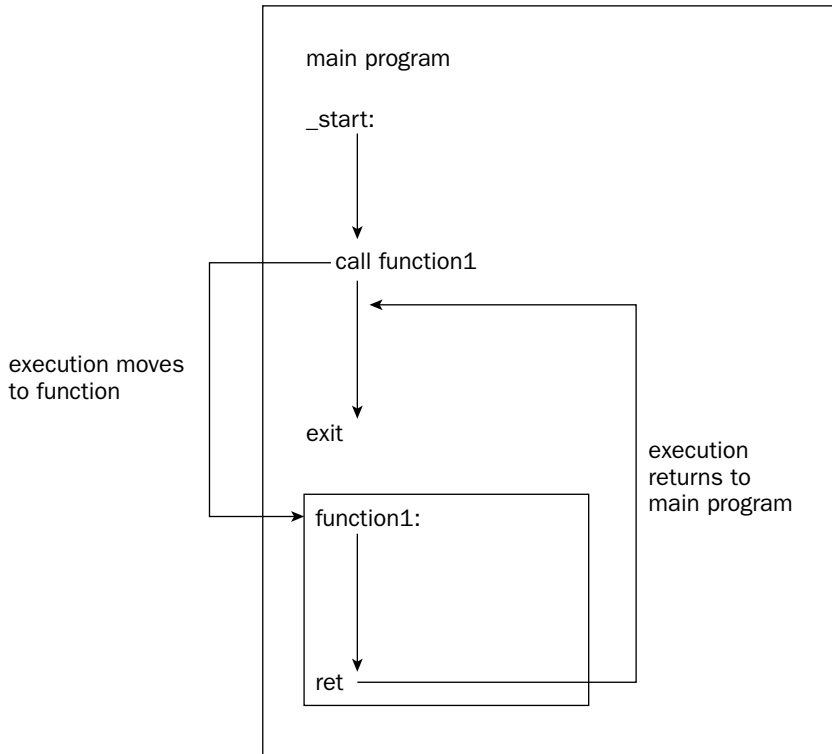 main program
_start:
call function1
execution moves
to function
exit
execution
returns to
main program
function1:
ret